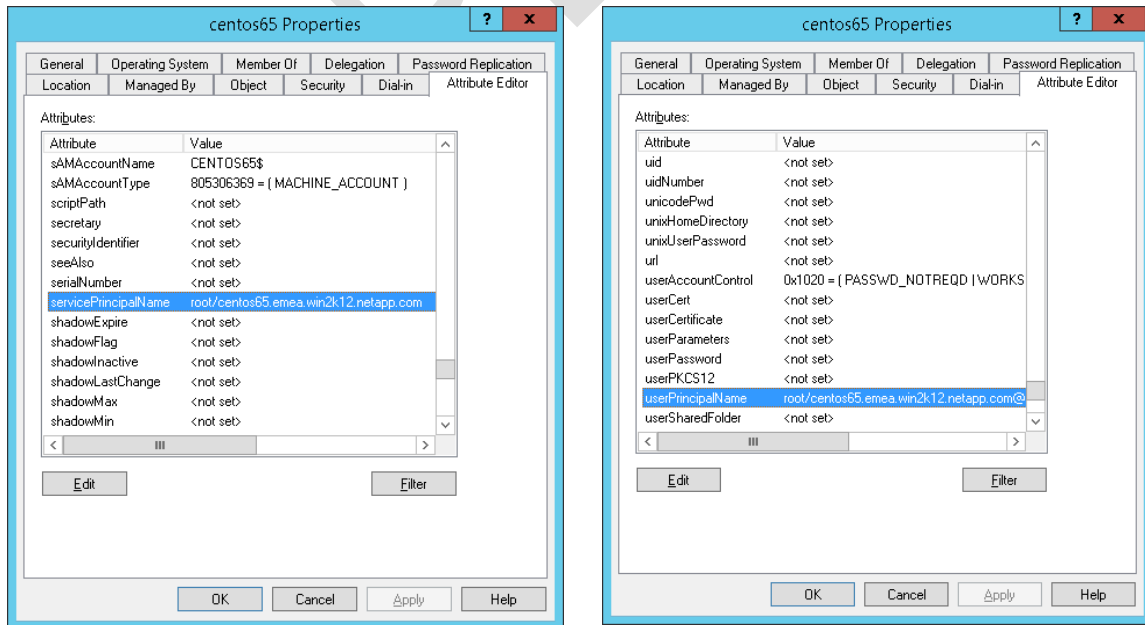 centos65 Properties
? x
General Operating System Member Of Delegation Password Replication
Location Managed By Object Security Dial-in Attribute Editor
Attributes:
Attribute Value
sAMAccountName CENTOS65$
sAMAccountType 805306369 = ( MACHINE_ACCOUNT )
scriptPath <not set>
secretary <not set>
securityIdentifier <not set>
seeAlso <not set>
serialNumber <not set>
servicePrincipalName root/centos65.emea.win2k12.netapp.com
shadowExpire <not set>
shadowFlag <not set>
shadowInactive <not set>
shadowLastChange <not set>
shadowMax <not set>
shadowMin <not set>
Edit Filter
OK Cancel Apply Help
centos65 Properties
? x
General Operating System Member Of Delegation Password Replication
Location Managed By Object Security Dial-in Attribute Editor
Attributes:
Attribute Value
uid <not set>
uidNumber <not set>
unicodePwd <not set>
unixHomeDirectory <not set>
unixUserPassword <not set>
url <not set>
userAccountControl 0x1020 = ( PASSWD_NOTREQD | WORKS
userCert <not set>
userCertificate <not set>
userParameters <not set>
userPassword <not set>
userPKCS12 <not set>
userPrincipalName root/centos65.emea.win2k12.netapp.com@
userSharedFolder <not set>
Edit Filter
OK Cancel Apply Help